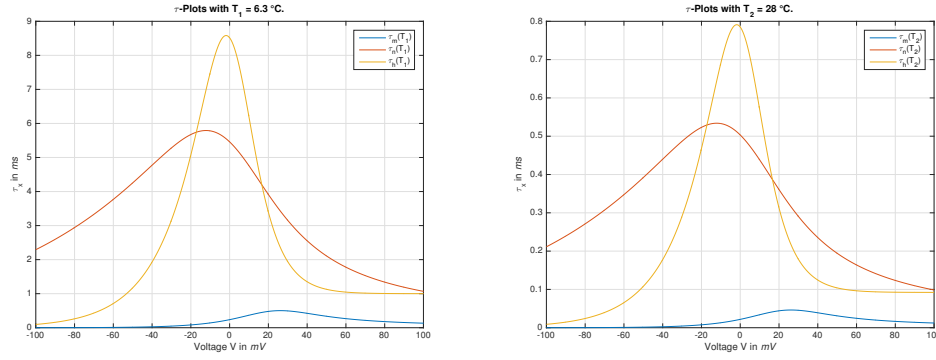 τ-Plots with T1 = 6.3 °C.
τm(T1)
τn(T1)
τh(T1)
9
8
7
6
5
4
3
2
1
0
τx in ms
-100 -80 -60 -40 -20 0 20 40 60 80 100
Voltage V in mV
τ-Plots with T2 = 28 °C.
τm(T2)
τn(T2)
τh(T2)
0.8
0.7
0.6
0.5
0.4
0.3
0.2
0.1
0
τx in ms
-100 -80 -60 -40 -20 0 20 40 60 80 100
Voltage V in mV